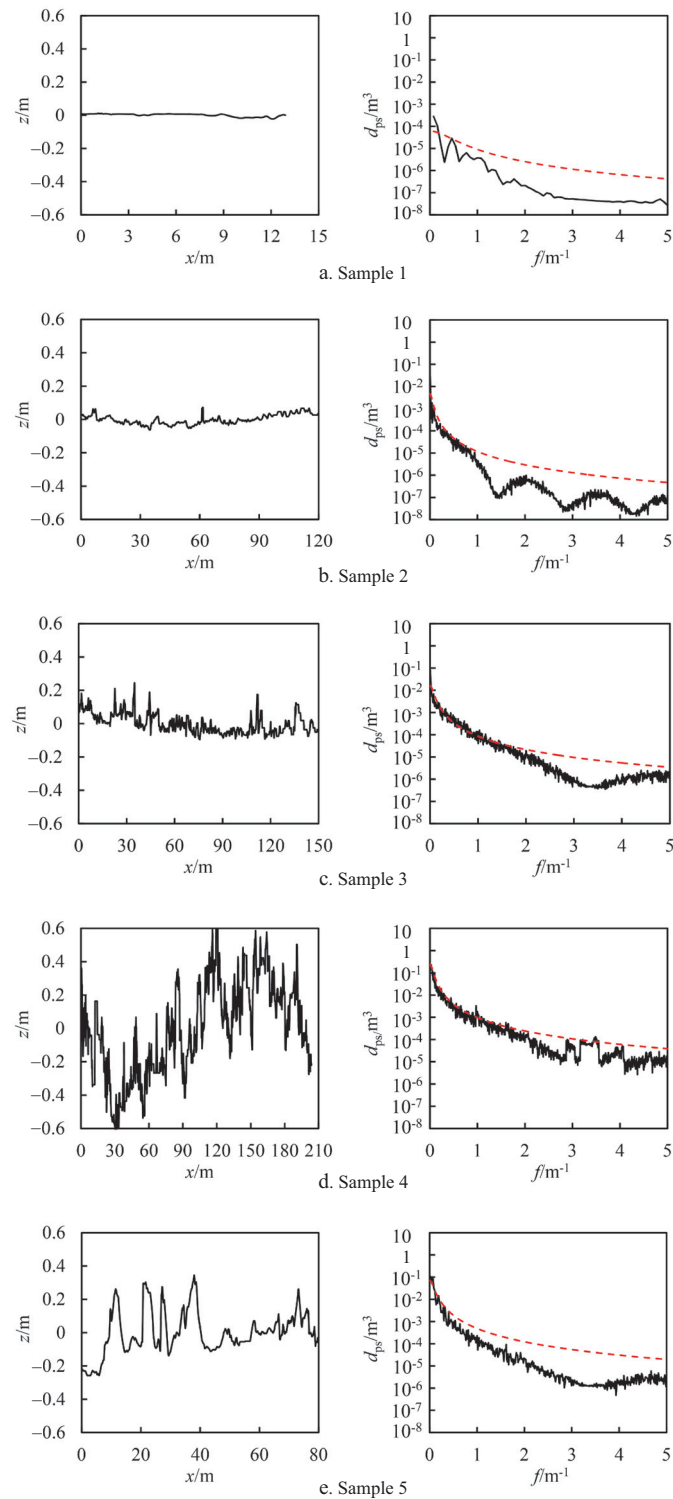 0.6
0.4
0.2
0
−0.2
−0.4
−0.6
z/m
0 3 6 9 12 15
x/m
10
1
10⁻¹
10⁻²
10⁻³
10⁻⁴
10⁻⁵
10⁻⁶
10⁻⁷
10⁻⁸
dₚₛ/m³
0 1 2 3 4 5
f/m⁻¹
a. Sample 1
0.6
0.4
0.2
0
−0.2
−0.4
−0.6
z/m
0 30 60 90 120
x/m
10
1
10⁻¹
10⁻²
10⁻³
10⁻⁴
10⁻⁵
10⁻⁶
10⁻⁷
10⁻⁸
dₚₛ/m³
0 1 2 3 4 5
f/m⁻¹
b. Sample 2
0.6
0.4
0.2
0
−0.2
−0.4
−0.6
z/m
0 30 60 90 120 150
x/m
10
1
10⁻¹
10⁻²
10⁻³
10⁻⁴
10⁻⁵
10⁻⁶
10⁻⁷
10⁻⁸
dₚₛ/m³
0 1 2 3 4 5
f/m⁻¹
c. Sample 3
0.6
0.4
0.2
0
−0.2
−0.4
−0.6
z/m
0 30 60 90 120 150 180 210
x/m
10
1
10⁻¹
10⁻²
10⁻³
10⁻⁴
10⁻⁵
10⁻⁶
10⁻⁷
10⁻⁸
dₚₛ/m³
0 1 2 3 4 5
f/m⁻¹
d. Sample 4
0.6
0.4
0.2
0
−0.2
−0.4
−0.6
z/m
0 20 40 60 80
x/m
10
1
10⁻¹
10⁻²
10⁻³
10⁻⁴
10⁻⁵
10⁻⁶
10⁻⁷
10⁻⁸
dₚₛ/m³
0 1 2 3 4 5
f/m⁻¹
e. Sample 5